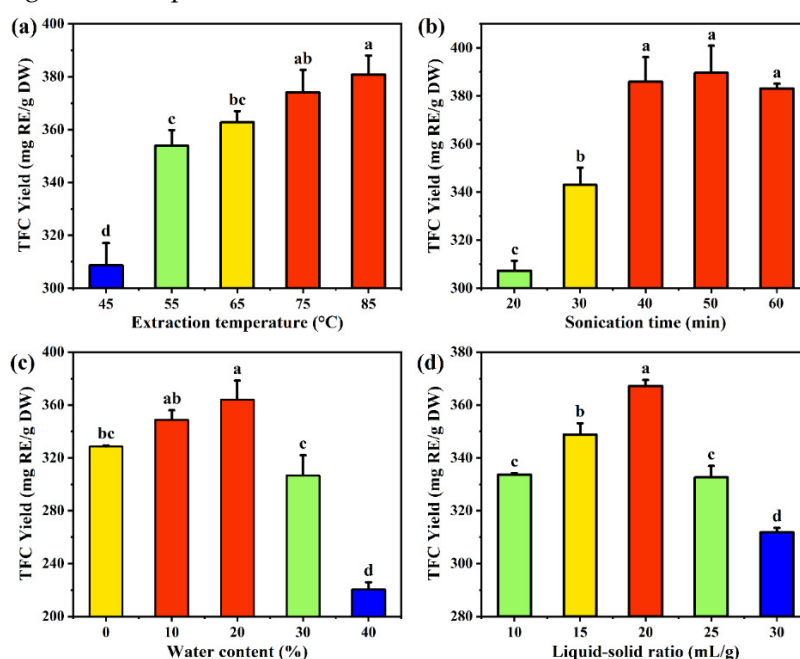 (a)
TFC Yield (mg RE/g DW)
400
380
360
340
320
300
d
c
bc
ab
a
45 55 65 75 85
Extraction temperature (°C)
(b)
TFC Yield (mg RE/g DW)
400
380
360
340
320
300
c
b
a
a
a
20 30 40 50 60
Sonication time (min)
(c)
TFC Yield (mg RE/g DW)
400
360
320
280
240
200
bc
ab
a
c
d
0 10 20 30 40
Water content (%)
(d)
TFC Yield (mg RE/g DW)
380
360
340
320
300
280
c
b
a
c
d
10 15 20 25 30
Liquid-solid ratio (mL/g)